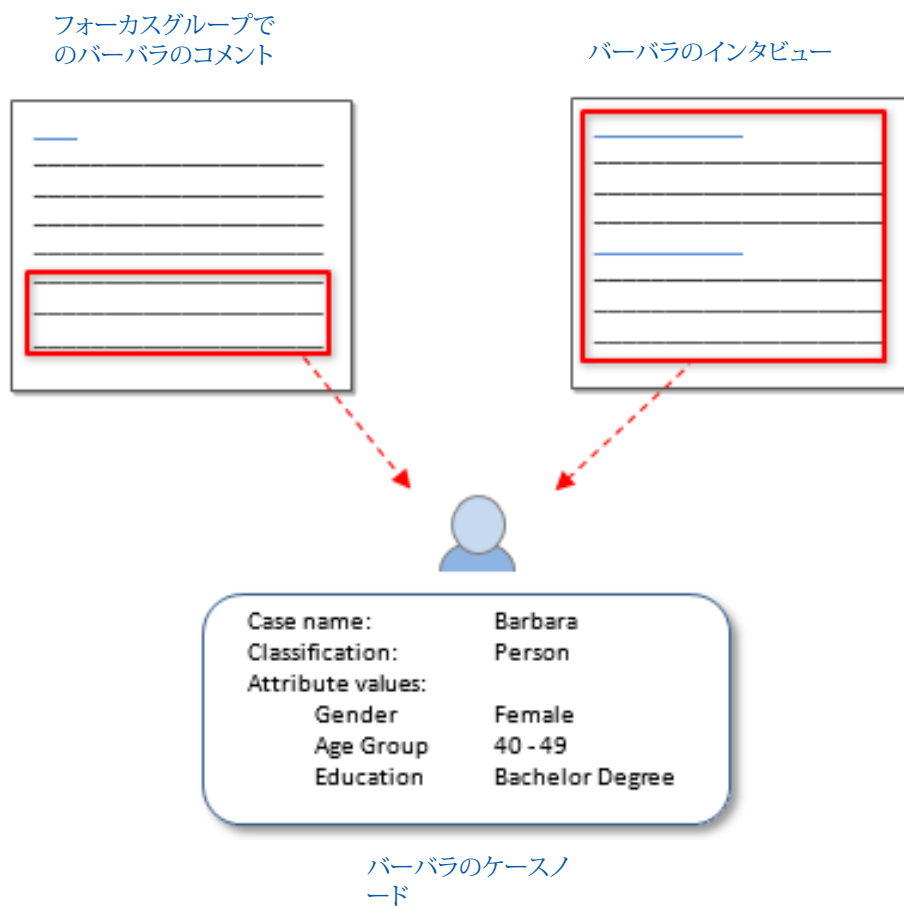 フォーカスグループで
のバーバラのコメント
バーバラのインタビュー
Case name: Barbara
Classification: Person
Attribute values:
Gender Female
Age Group 40 - 49
Education Bachelor Degree
バーバラのケースノ
ード